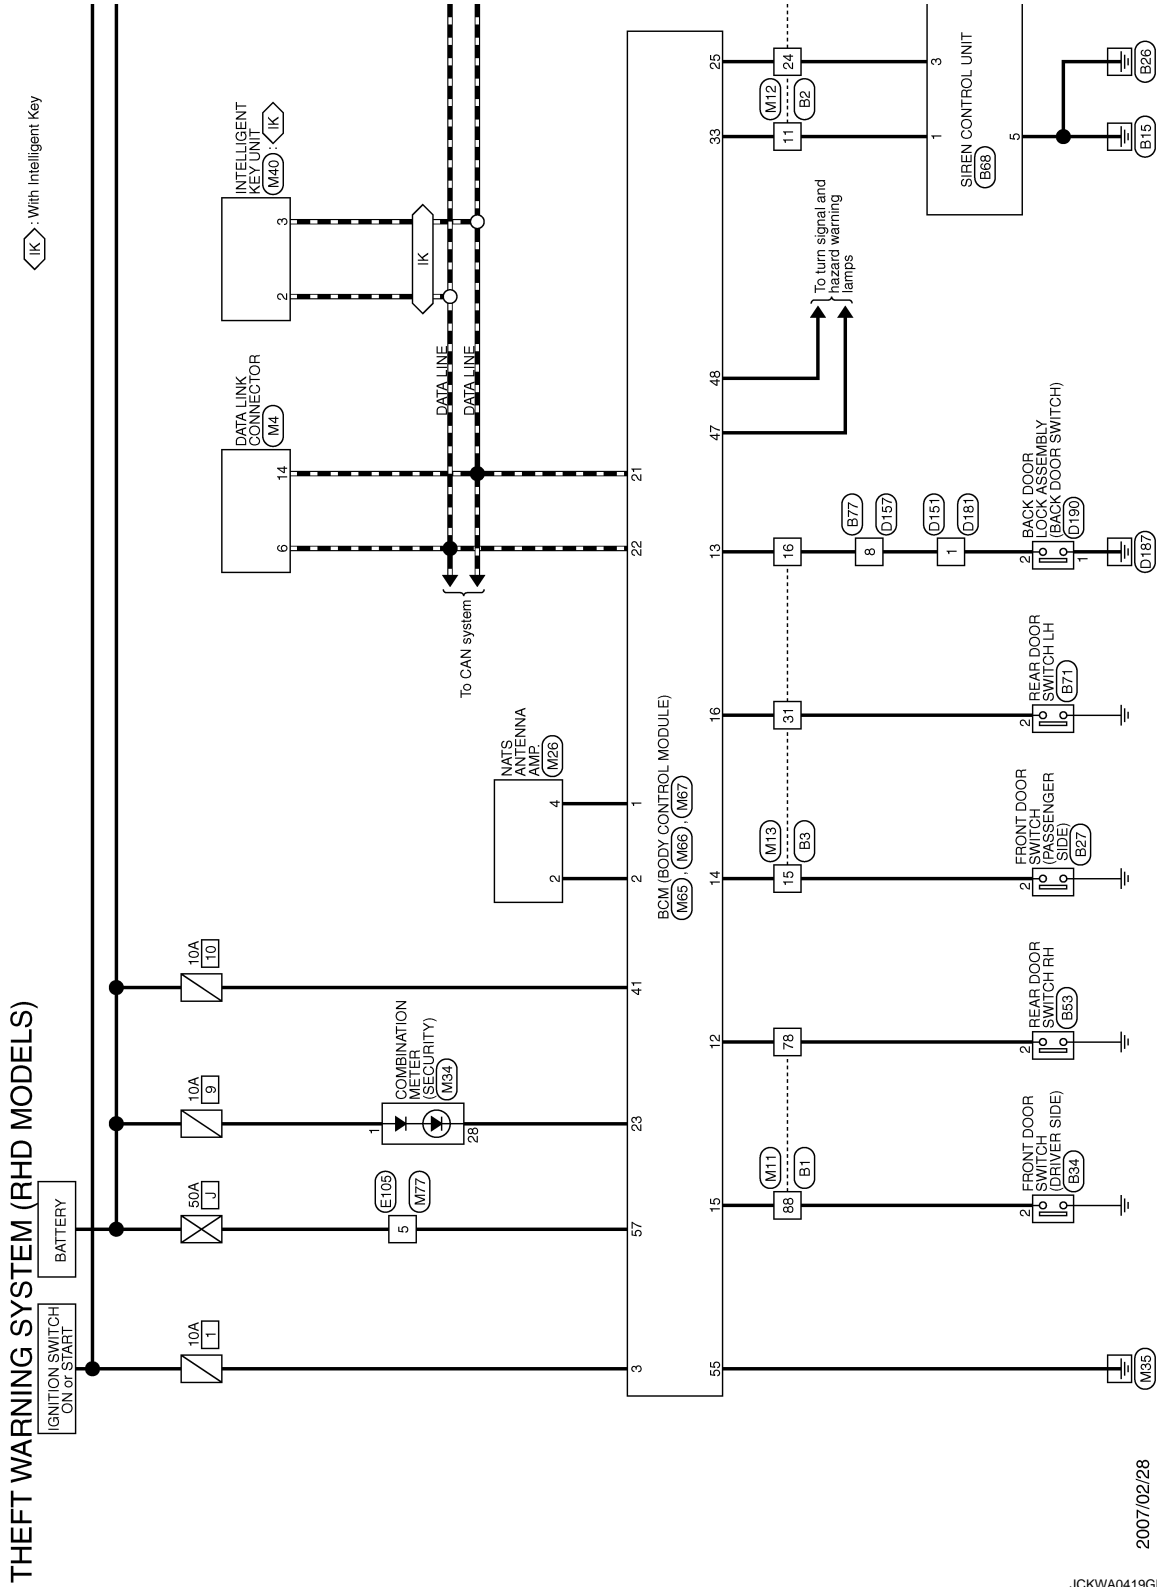 THEFT WARNING SYSTEM (RHD MODELS)
IK : With Intelligent Key
IGNITION SWITCH
ON or START
BATTERY
10A
1
50A
J
10A
9
10A
10
E105
M77
5
1
COMBINATION
METER
(SECURITY)
M34
28
NATS
ANTENNA
AMP.
M26
2
4
DATA LINK
CONNECTOR
M4
6
14
INTELLIGENT
KEY UNIT
M40 : IK
2
3
IK
DATA LINE
DATA LINE
To CAN system
3
57
23
41
2
1
22
21
BCM (BODY CONTROL MODULE)
M65 , M66 , M67
55
15
12
14
16
13
47
48
33
25
To turn signal and
hazard warning
lamps
M11
B1
88
78
M13
B3
15
31
16
M12
B2
11
24
B77
D157
8
D151
D181
1
1
3
SIREN CONTROL UNIT
B68
5
FRONT DOOR
SWITCH
(DRIVER SIDE)
B34
2
REAR DOOR
SWITCH RH
B53
2
FRONT DOOR
SWITCH
(PASSENGER
SIDE)
B27
2
REAR DOOR
SWITCH LH
B71
2
BACK DOOR
LOCK ASSEMBLY
(BACK DOOR SWITCH)
D190
2
1
M35
D187
B15
B26
2007/02/28